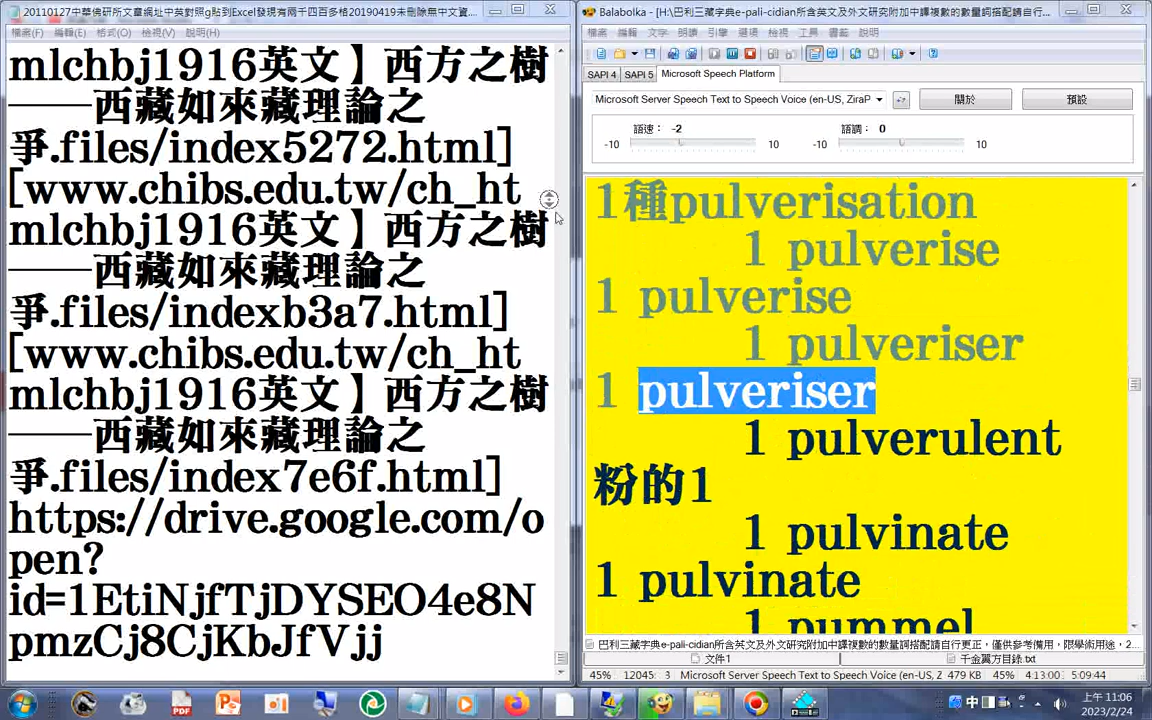 20110127中華佛研所文章網址中英對照g點到Excel發現有兩千四百多格20190419未刪除無中文資...
檔案(F) 編輯(E) 格式(O) 檢視(V) 說明(H)
mlchbj1916英文】西方之樹
——西藏如來藏理論之
爭.files/index5272.html]
[www.chibs.edu.tw/ch_ht
mlchbj1916英文】西方之樹
——西藏如來藏理論之
爭.files/indexb3a7.html]
[www.chibs.edu.tw/ch_ht
mlchbj1916英文】西方之樹
——西藏如來藏理論之
爭.files/index7e6f.html]
https://drive.google.com/o
pen?
id=1EtiNjfTjDYSEO4e8N
pmzCj8CjKbJfVjj
Balabolka - [H:\巴利三藏字典e-pali-cidian所含英文及外文研究附加中譯複數的數量詞搭配請自行...
檔案 編輯 文字 朗讀 引擎 選項 檢視 工具 書籤 說明
SAPI 4 SAPI 5 Microsoft Speech Platform
Microsoft Server Speech Text to Speech Voice (en-US, ZiraP
關於 預設
語速： -2 語調： 0
-10 10 -10 10
1種pulverisation
1 pulverise
1 pulverise
1 pulveriser
1 pulveriser
1 pulverulent
粉的1
1 pulvinate
1 pulvinate
1 pummel
巴利三藏字典e-pali-cidian所含英文及外文研究附加中譯複數的數量詞搭配請自行更正，僅供參考備用，限學術用途，2...
文件1 千金翼方目錄.txt
45% 12045: 3 Microsoft Server Speech Text to Speech Voice 479 KB 45% 4:13:00 5:09:44
上午 11:06
2023/2/24